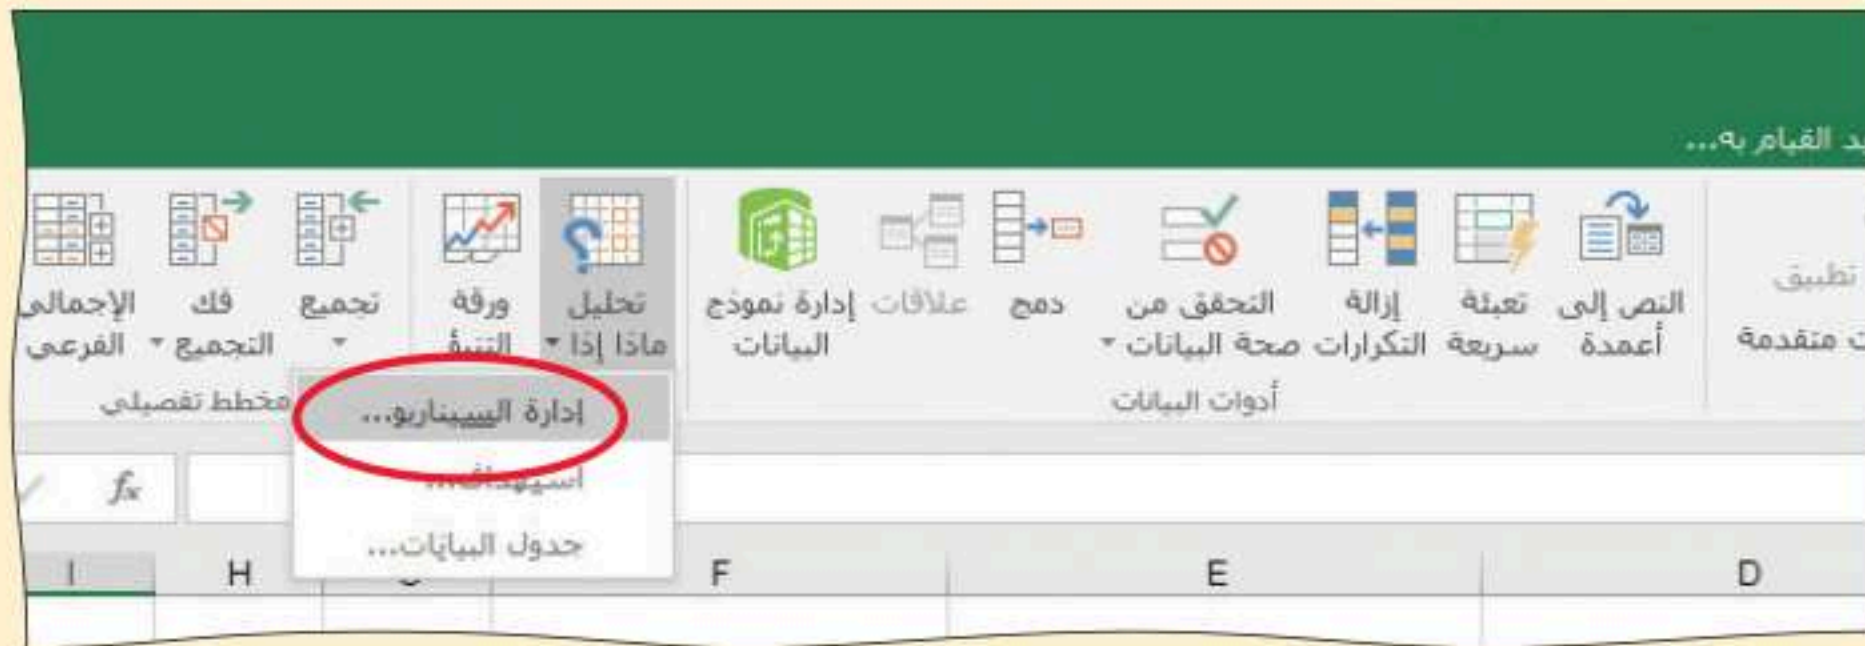 يد القيام به...
تطبيق
ت متقدمة
النص إلى أعمدة
تعبئة سريعة
إزالة التكرارات
التحقق من صحة البيانات
دمج
علاقات
إدارة نموذج البيانات
تحليل ماذا إذا
ورقة التنبؤ
تجميع
فك التجميع
الإجمالي الفرعي
أدوات البيانات
مخطط تفصيلي
إدارة السيناريو...
استهداف...
جدول البيانات...
fx
D
E
F
H
I